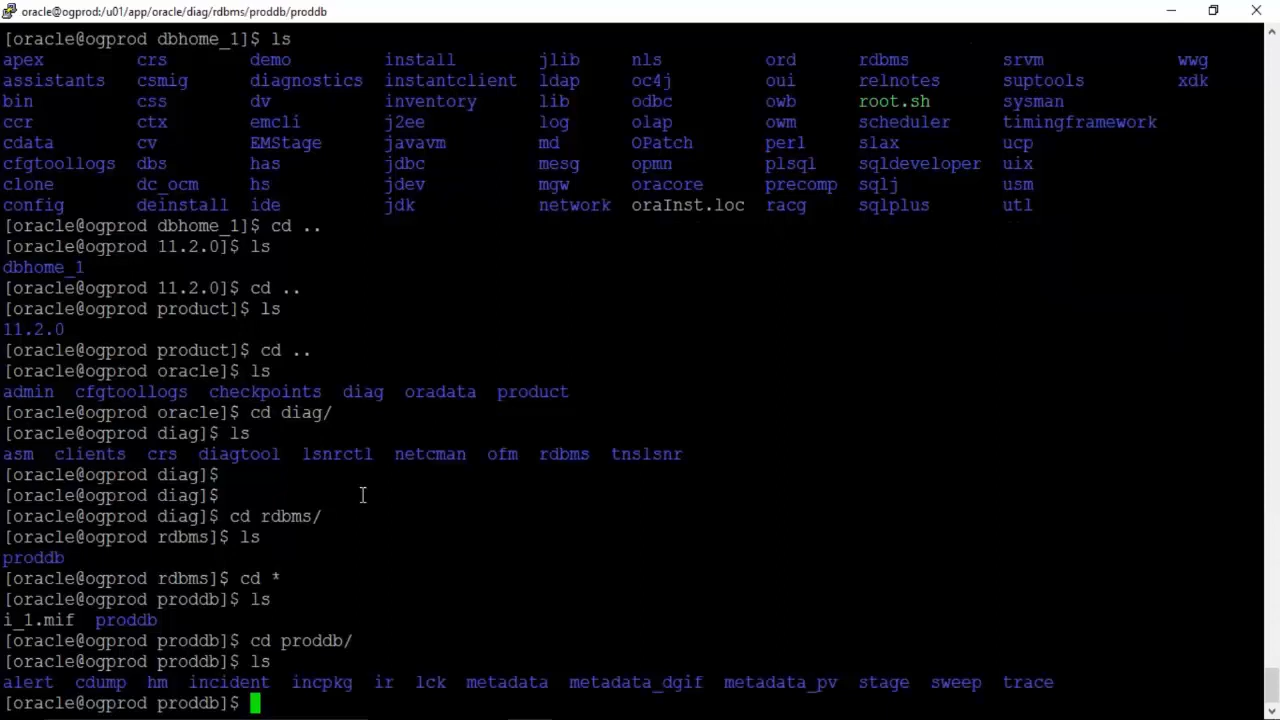 oracle@ogprod:/u01/app/oracle/diag/rdbms/proddb/proddb
[oracle@ogprod dbhome_1]$ ls
apex crs demo install jlib nls ord rdbms srvm wwg
assistants csmig diagnostics instantclient ldap oc4j oui relnotes suptools xdk
bin css dv inventory lib odbc owb root.sh sysman
ccr ctx emcli j2ee log olap owm scheduler timingframework
cdata cv EMStage javavm md OPatch perl slax ucp
cfgtoollogs dbs has jdbc mesg opmn plsql sqldeveloper uix
clone dc_ocm hs jdev mgw oracore precomp sqlj usm
config deinstall ide jdk network oraInst.loc racg sqlplus utl
[oracle@ogprod dbhome_1]$ cd ..
[oracle@ogprod 11.2.0]$ ls
dbhome_1
[oracle@ogprod 11.2.0]$ cd ..
[oracle@ogprod product]$ ls
11.2.0
[oracle@ogprod product]$ cd ..
[oracle@ogprod oracle]$ ls
admin cfgtoollogs checkpoints diag oradata product
[oracle@ogprod oracle]$ cd diag/
[oracle@ogprod diag]$ ls
asm clients crs diagtool lsnrctl netcman ofm rdbms tnslsnr
[oracle@ogprod diag]$
[oracle@ogprod diag]$
[oracle@ogprod diag]$ cd rdbms/
[oracle@ogprod rdbms]$ ls
proddb
[oracle@ogprod rdbms]$ cd *
[oracle@ogprod proddb]$ ls
i_1.mif proddb
[oracle@ogprod proddb]$ cd proddb/
[oracle@ogprod proddb]$ ls
alert cdump hm incident incpkg ir lck metadata metadata_dgif metadata_pv stage sweep trace
[oracle@ogprod proddb]$